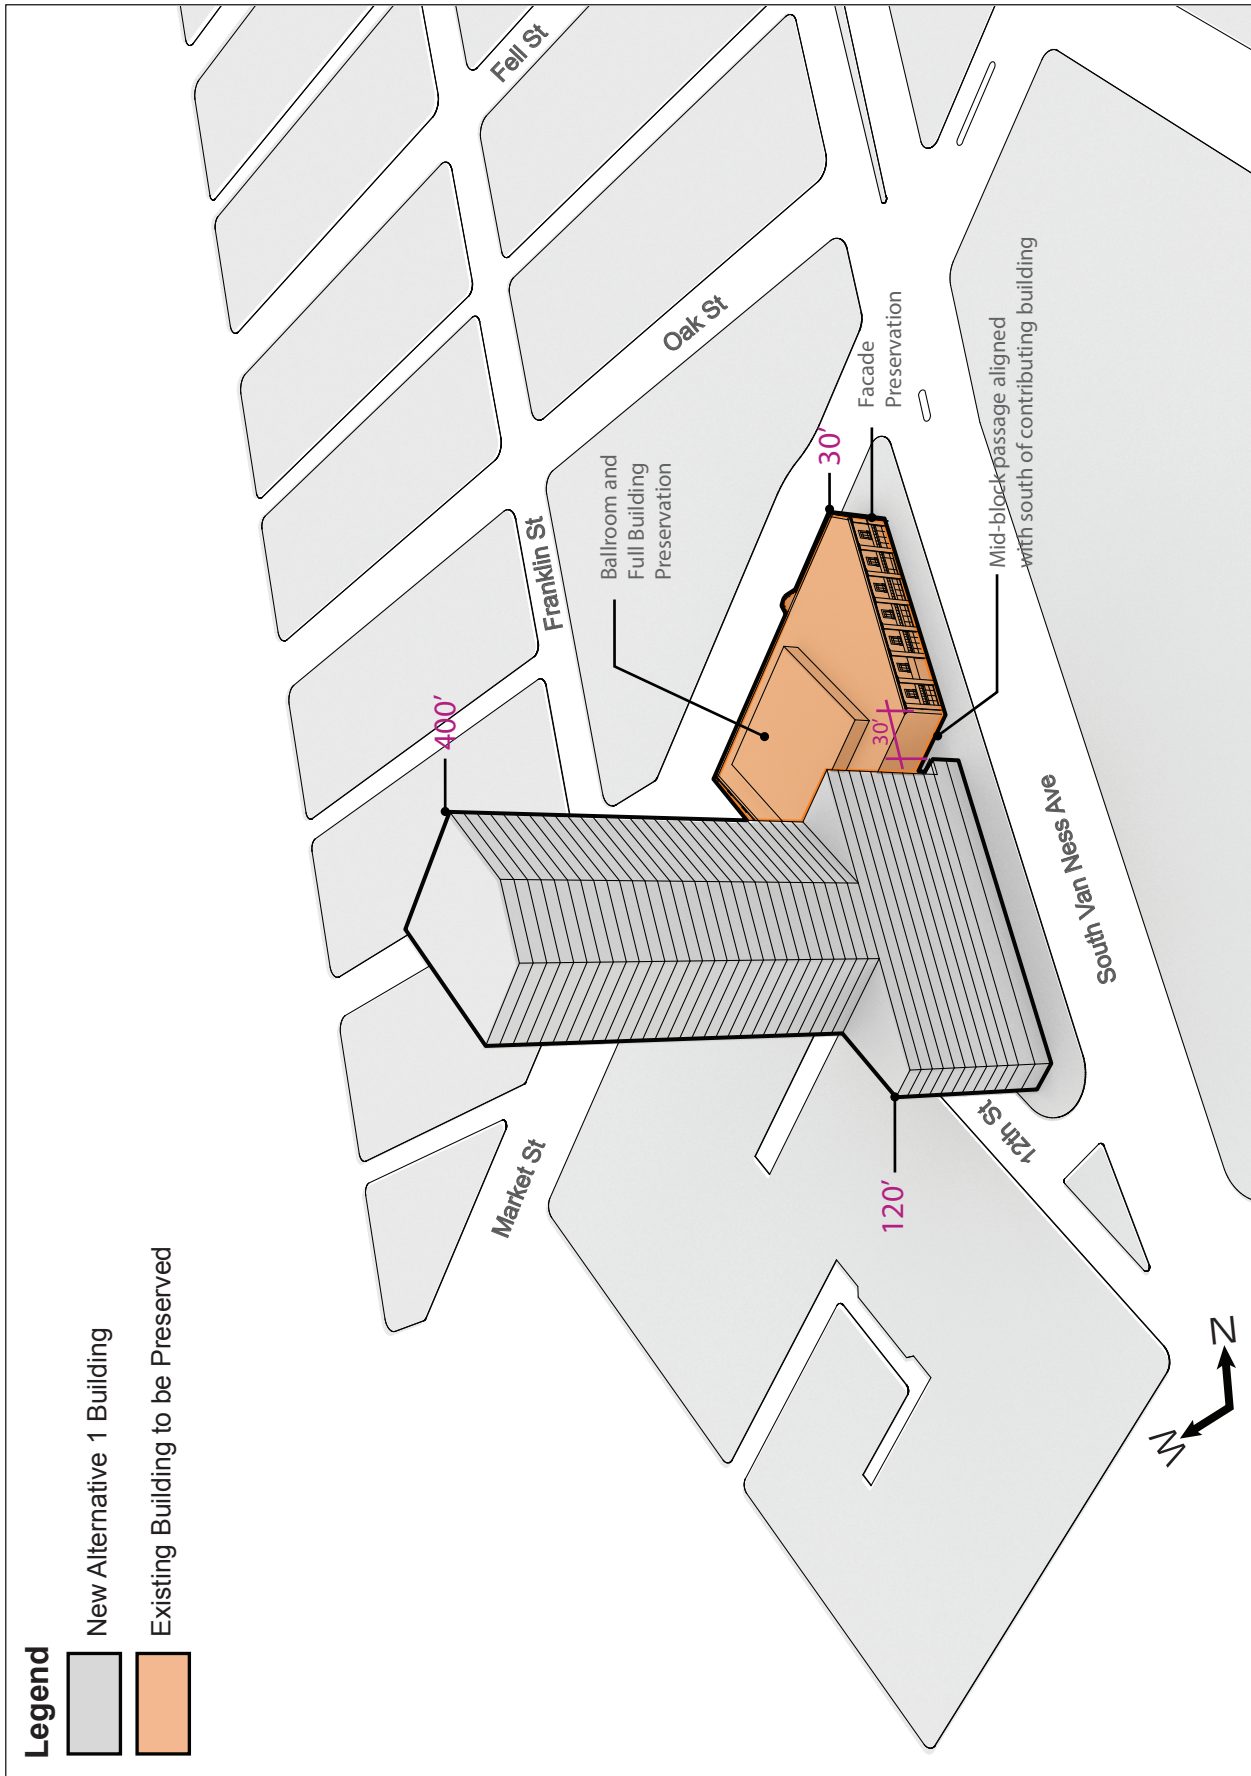 Legend
New Alternative 1 Building
Existing Building to be Preserved
Fell St
Oak St
Franklin St
Market St
12th St
South Van Ness Ave
400’
120’
30’
30’
Ballroom and
Full Building
Preservation
Facade
Preservation
Mid-block passage aligned
with south of contributing building
N
W